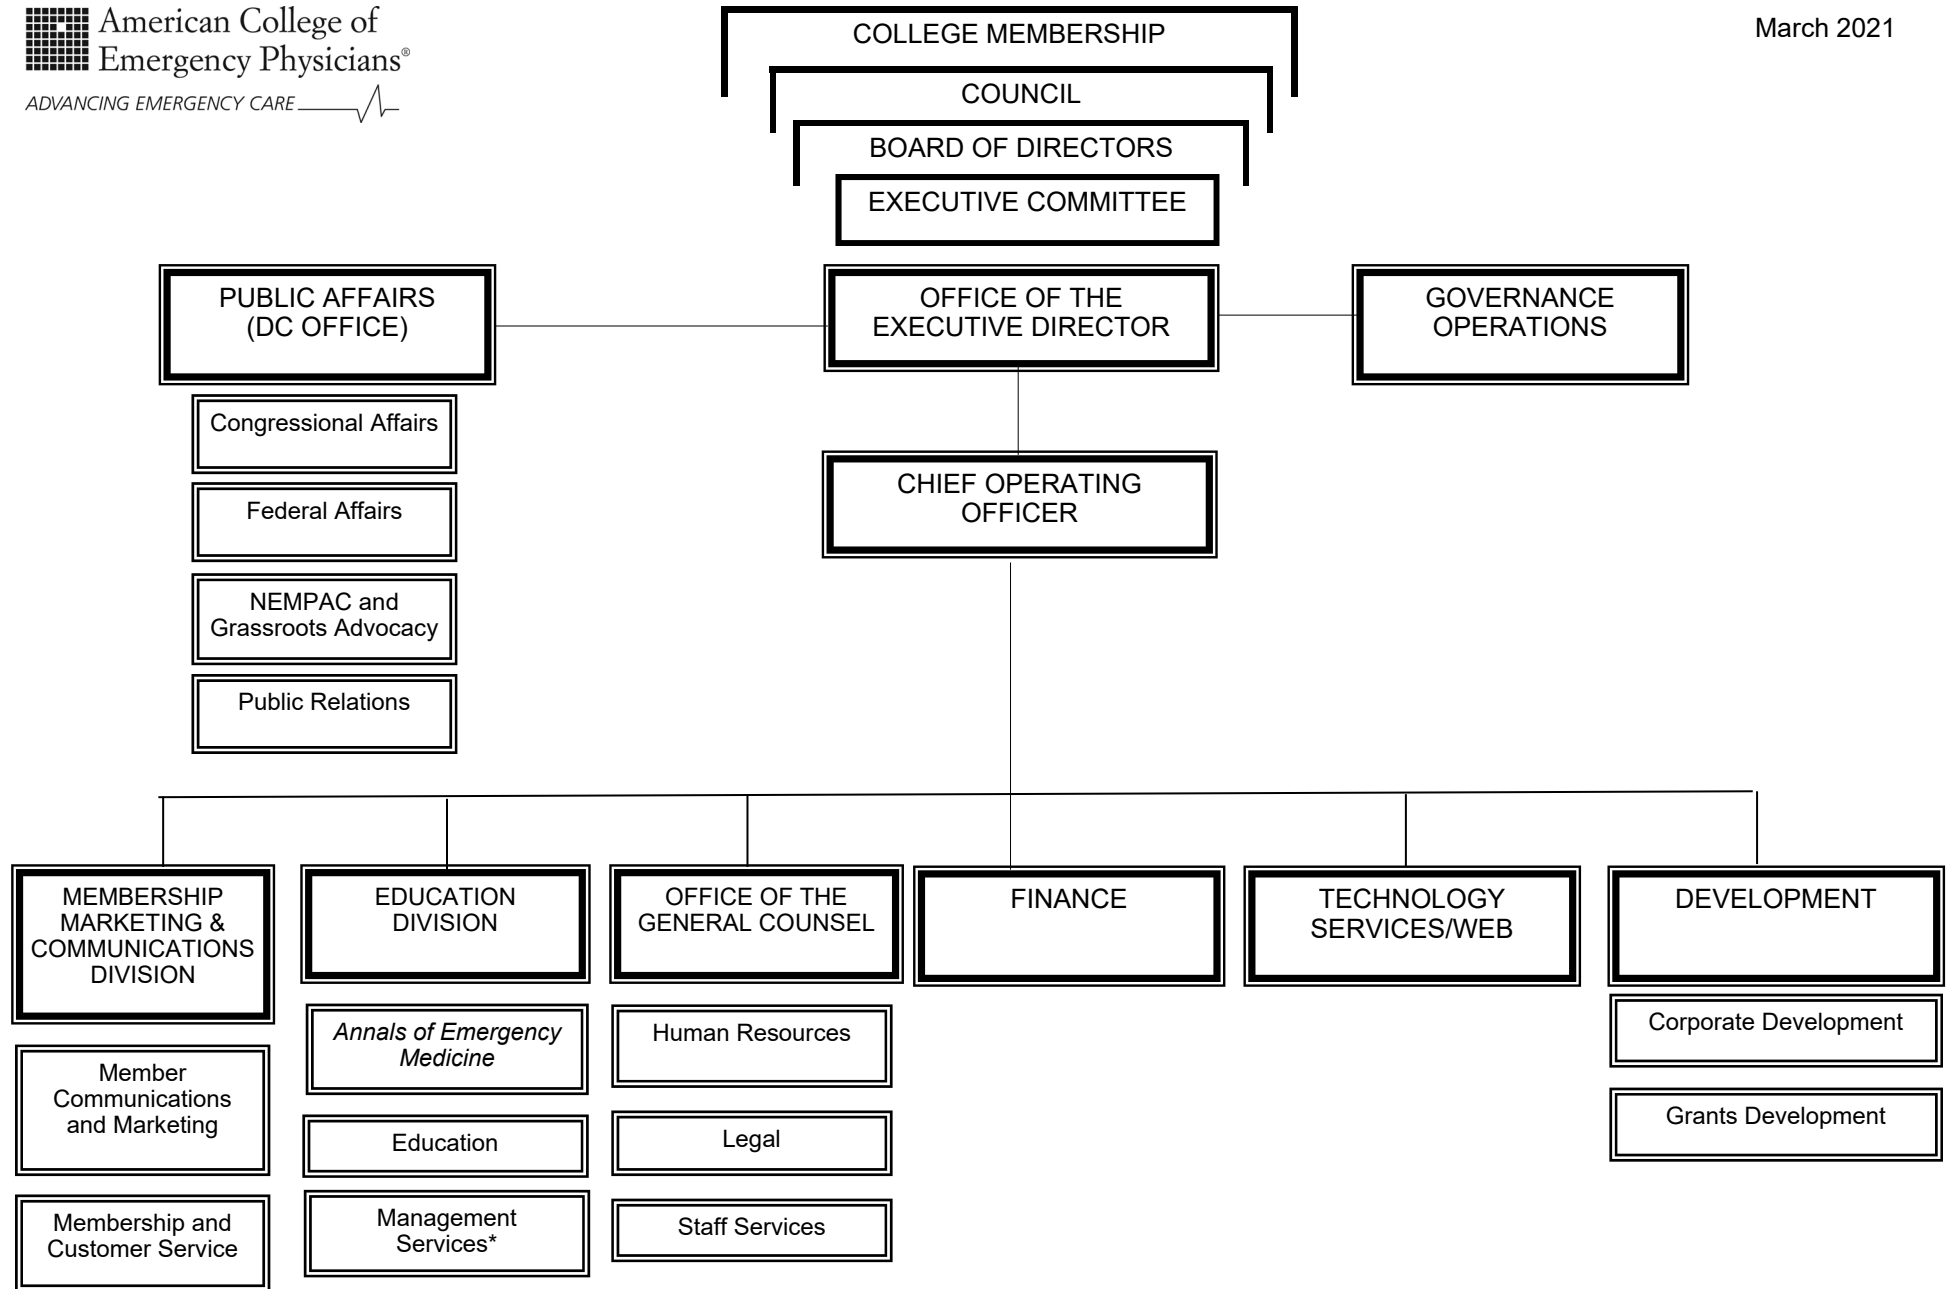 American College of
Emergency Physicians®
ADVANCING EMERGENCY CARE
March 2021
COLLEGE MEMBERSHIP
COUNCIL
BOARD OF DIRECTORS
EXECUTIVE COMMITTEE
PUBLIC AFFAIRS
(DC OFFICE)
OFFICE OF THE
EXECUTIVE DIRECTOR
GOVERNANCE
OPERATIONS
Congressional Affairs
Federal Affairs
NEMPAC and
Grassroots Advocacy
Public Relations
CHIEF OPERATING
OFFICER
MEMBERSHIP
MARKETING &
COMMUNICATIONS
DIVISION
Member
Communications
and Marketing
Membership and
Customer Service
EDUCATION
DIVISION
Annals of Emergency
Medicine
Education
Management
Services*
OFFICE OF THE
GENERAL COUNSEL
Human Resources
Legal
Staff Services
FINANCE
TECHNOLOGY
SERVICES/WEB
DEVELOPMENT
Corporate Development
Grants Development